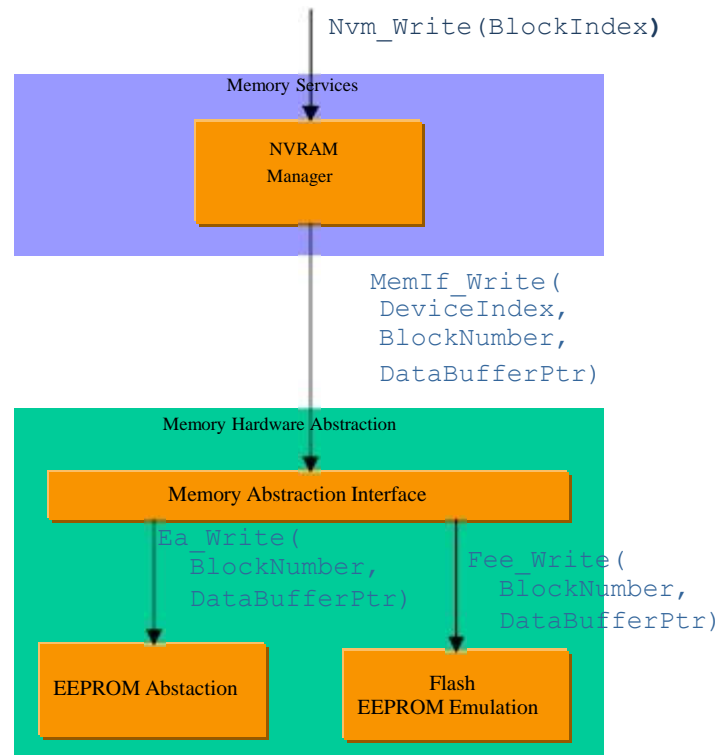 Nvm_Write(BlockIndex)
Memory Services
NVRAM
Manager
MemIf_Write(
DeviceIndex,
BlockNumber,
DataBufferPtr)
Memory Hardware Abstraction
Memory Abstraction Interface
Ea_Write(
BlockNumber,
DataBufferPtr)
Fee_Write(
BlockNumber,
DataBufferPtr)
EEPROM Abstaction
Flash
EEPROM Emulation